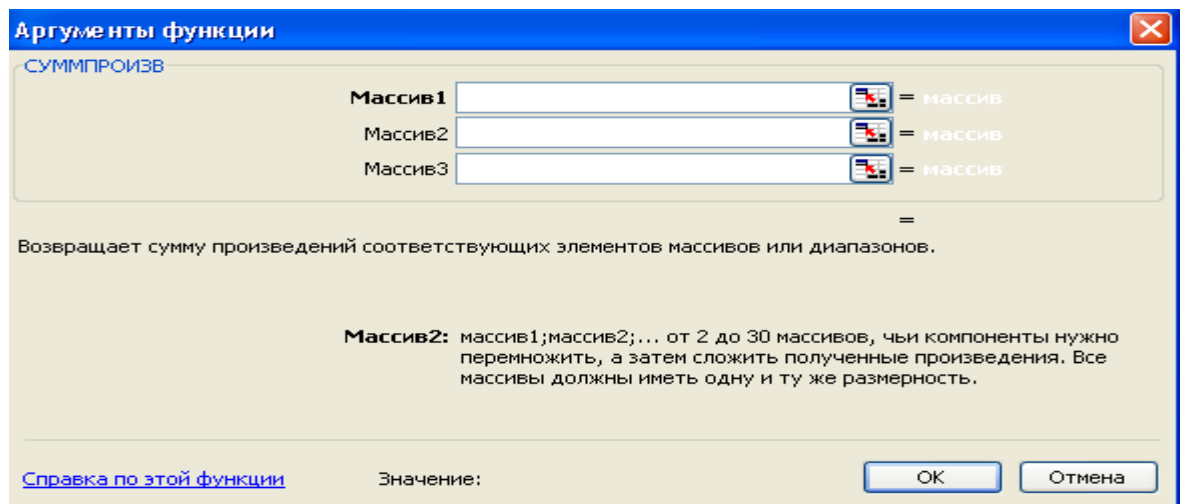 Аргументы функции
СУММПРОИЗВ
Массив1 = массив
Массив2 = массив
Массив3 = массив
=
Возвращает сумму произведений соответствующих элементов массивов или диапазонов.
Массив2: массив1;массив2;... от 2 до 30 массивов, чьи компоненты нужно
перемножить, а затем сложить полученные произведения. Все
массивы должны иметь одну и ту же размерность.
Справка по этой функции Значение: ОК Отмена